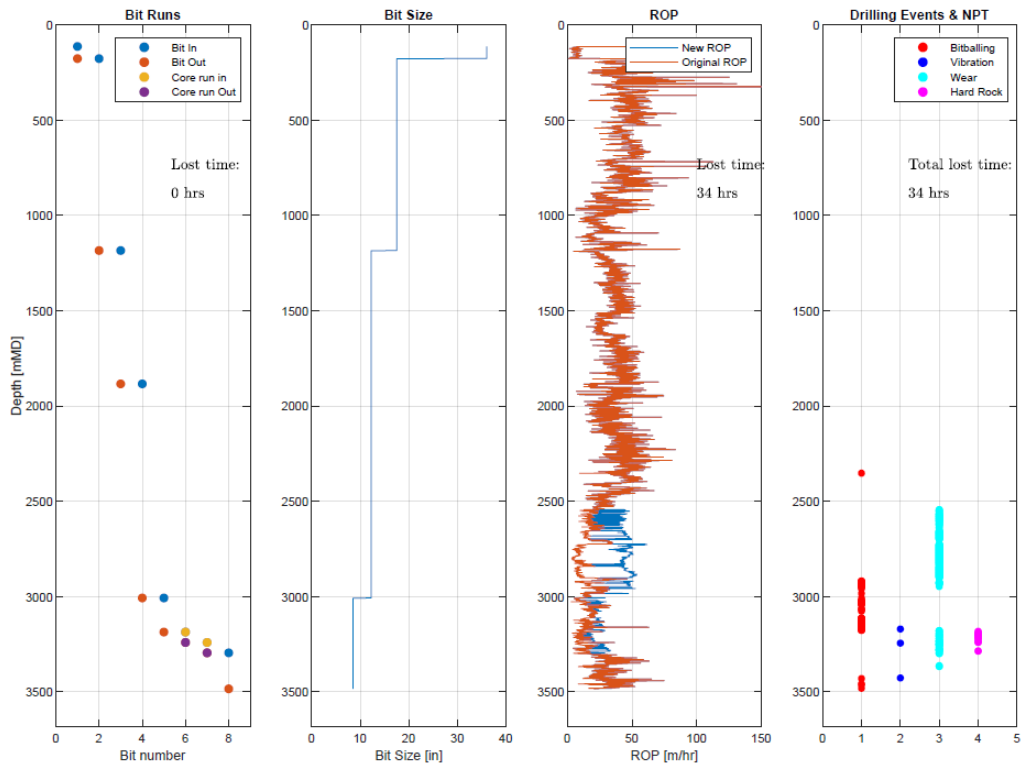 Bit Runs
Bit Size
ROP
Drilling Events & NPT
Bit In
Bit Out
Core run in
Core run Out
New ROP
Original ROP
Bitballing
Vibration
Wear
Hard Rock
Lost time:
0 hrs
Lost time:
34 hrs
Total lost time:
34 hrs
Depth [mMD]
0
500
1000
1500
2000
2500
3000
3500
0 2 4 6 8
Bit number
0
500
1000
1500
2000
2500
3000
3500
0 10 20 30 40
Bit Size [in]
0
500
1000
1500
2000
2500
3000
3500
0 50 100 150
ROP [m/hr]
0
500
1000
1500
2000
2500
3000
3500
0 1 2 3 4 5